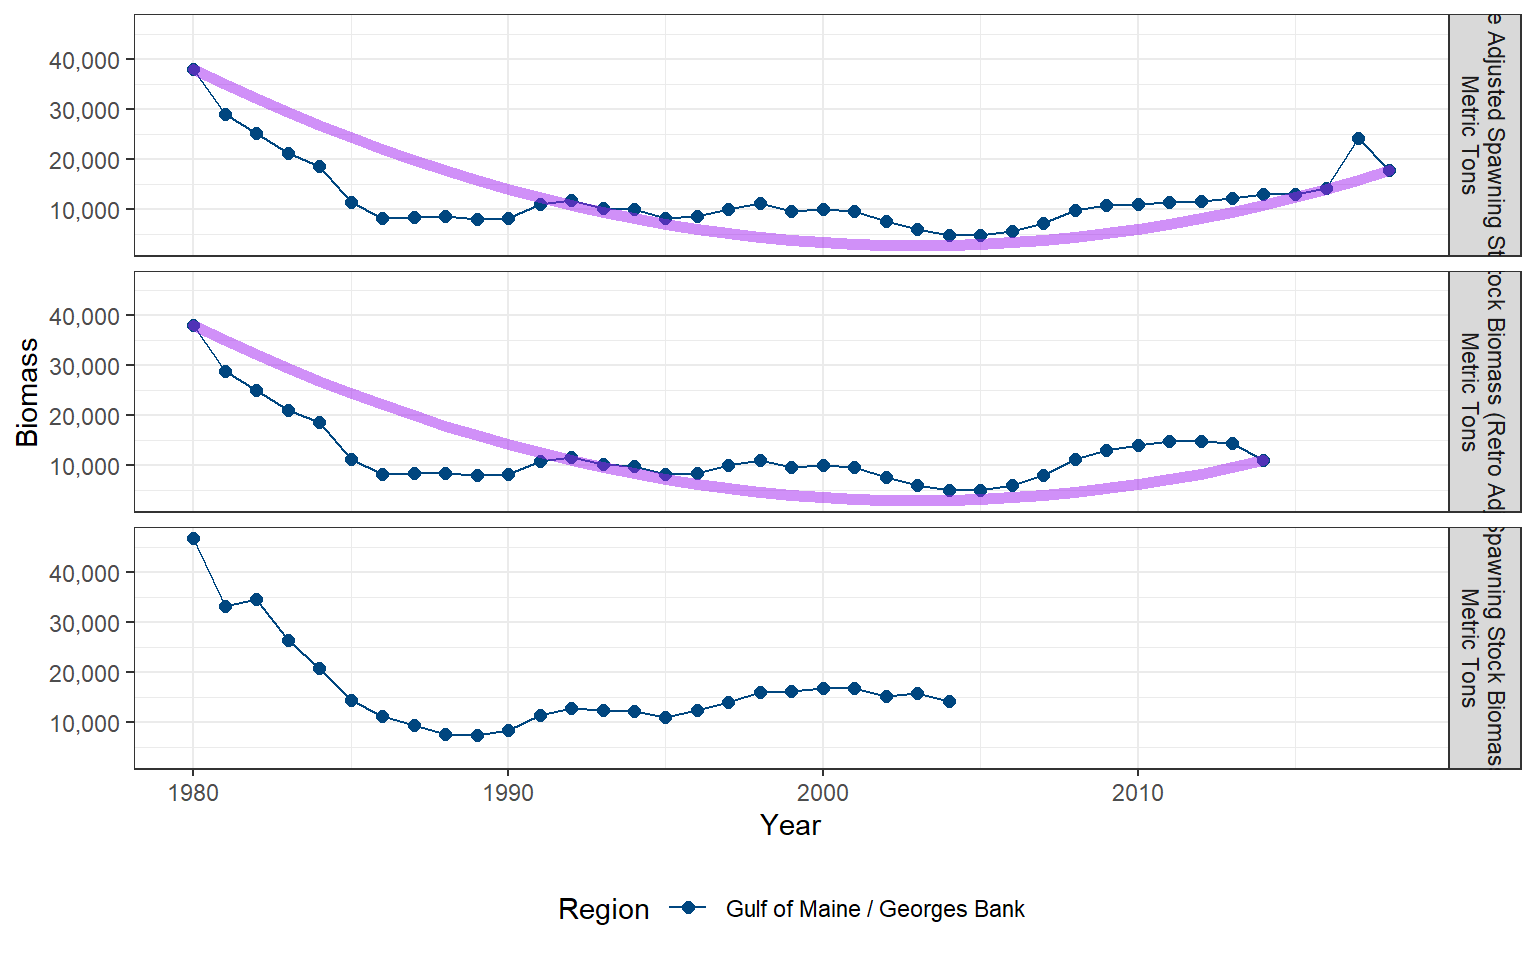 40,000
30,000
20,000
10,000
e Adjusted Spawning St
Metric Tons
40,000
30,000
20,000
10,000
tock Biomass (Retro Ad
Metric Tons
40,000
30,000
20,000
10,000
Spawning Stock Biomas
Metric Tons
Biomass
1980 1990 2000 2010
Year
Region Gulf of Maine / Georges Bank